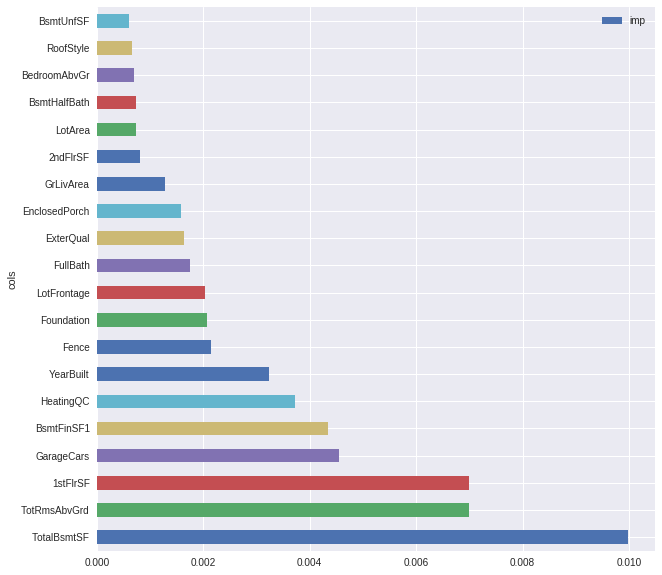 BsmtUnfSF
RoofStyle
BedroomAbvGr
BsmtHalfBath
LotArea
2ndFlrSF
GrLivArea
EnclosedPorch
ExterQual
FullBath
LotFrontage
Foundation
Fence
YearBuilt
HeatingQC
BsmtFinSF1
GarageCars
1stFlrSF
TotRmsAbvGrd
TotalBsmtSF
cols
imp
0.000 0.002 0.004 0.006 0.008 0.010